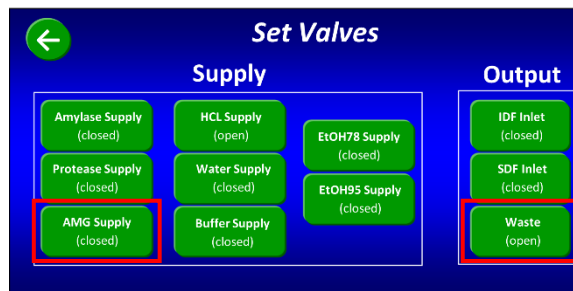 Set Valves
Supply
Output
Amylase Supply
(closed)
HCL Supply
(open)
EtOH78 Supply
(closed)
IDF Inlet
(closed)
Protease Supply
(closed)
Water Supply
(closed)
EtOH95 Supply
(closed)
SDF Inlet
(closed)
AMG Supply
(closed)
Buffer Supply
(closed)
Waste
(open)